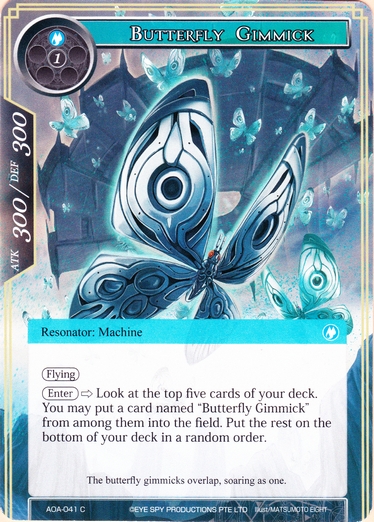 Butterfly Gimmick
1
ATK 300/DEF 300
Resonator: Machine
Flying
Enter ⇨ Look at the top five cards of your deck.
You may put a card named “Butterfly Gimmick”
from among them into the field. Put the rest on
the bottom of your deck in a random order.
The butterfly gimmicks overlap, soaring as one.
AOA-041 C
©EYE SPY PRODUCTIONS PTE LTD
Illust/MATSUMOTO EIGHT